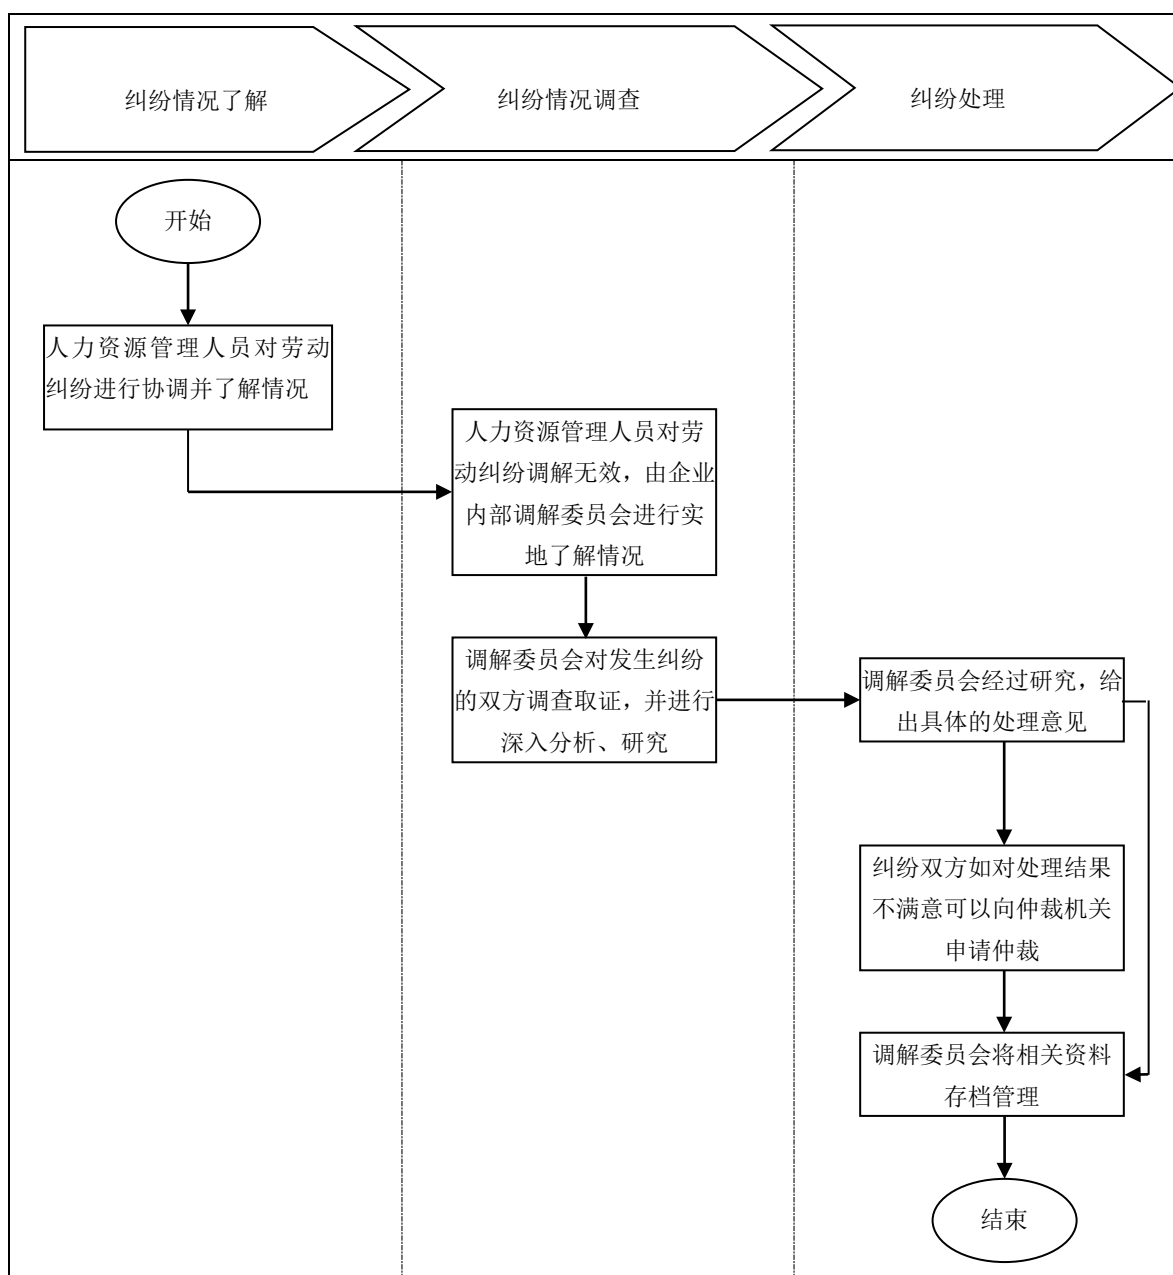 纠纷情况了解
纠纷情况调查
纠纷处理
开始
人力资源管理人员对劳动
纠纷进行协调并了解情况
人力资源管理人员对劳
动纠纷调解无效，由企业
内部调解委员会进行实
地了解情况
调解委员会对发生纠纷
的双方调查取证，并进行
深入分析、研究
调解委员会经过研究，给
出具体的处理意见
纠纷双方如对处理结果
不满意可以向仲裁机关
申请仲裁
调解委员会将相关资料
存档管理
结束